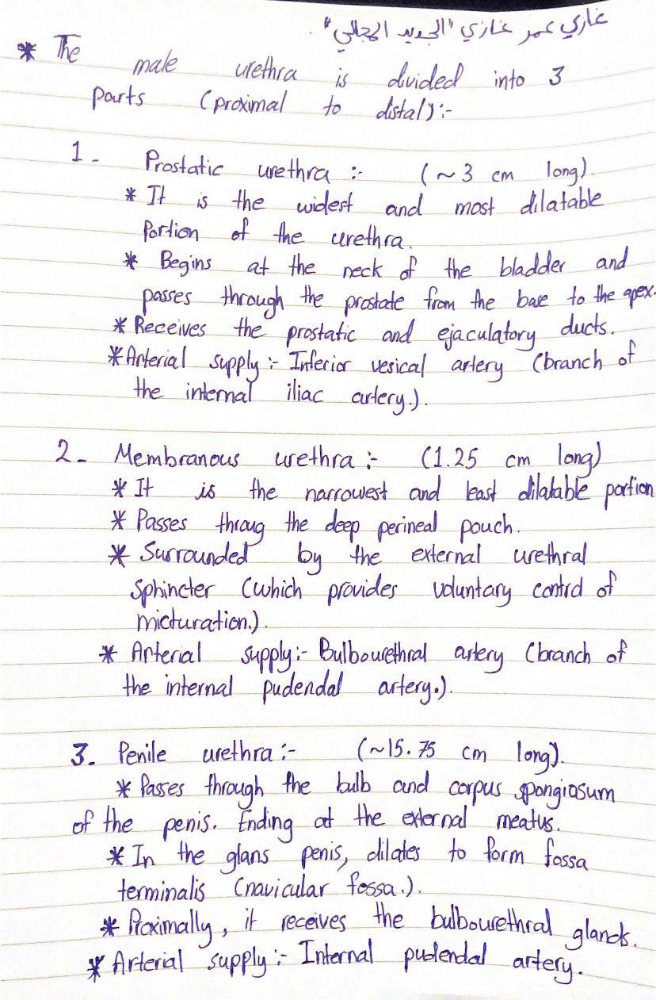 غازي عمر غازي "الجديد المجالي".
* The male urethra is divided into 3
parts (proximal to distal):-
1- Prostatic urethra :- (~3 cm long).
* It is the widest and most dilatable
Portion of the urethra.
* Begins at the neck of the bladder and
passes through the prostate from the base to the apex.
* Receives the prostatic and ejaculatory ducts.
* Arterial supply :- Inferior vesical artery (branch of
the internal iliac artery.).
2- Membranous urethra :- (1.25 cm long)
* It is the narrowest and least dilatable portion
* Passes throug the deep perineal pouch.
* Surrounded by the external urethral
Sphincter (which provides voluntary control of
micturation.).
* Arterial supply:- Bulbourethral artery (branch of
the internal pudendal artery.).
3- Penile urethra :- (~15.75 cm long).
* Passes through the bulb and corpus spongiosum
of the penis. Ending at the external meatus.
* In the glans penis, dilates to form fossa
terminalis (navicular fossa.).
* Proximally, it receives the bulbourethral glands.
* Arterial supply :- Internal pudendal artery.